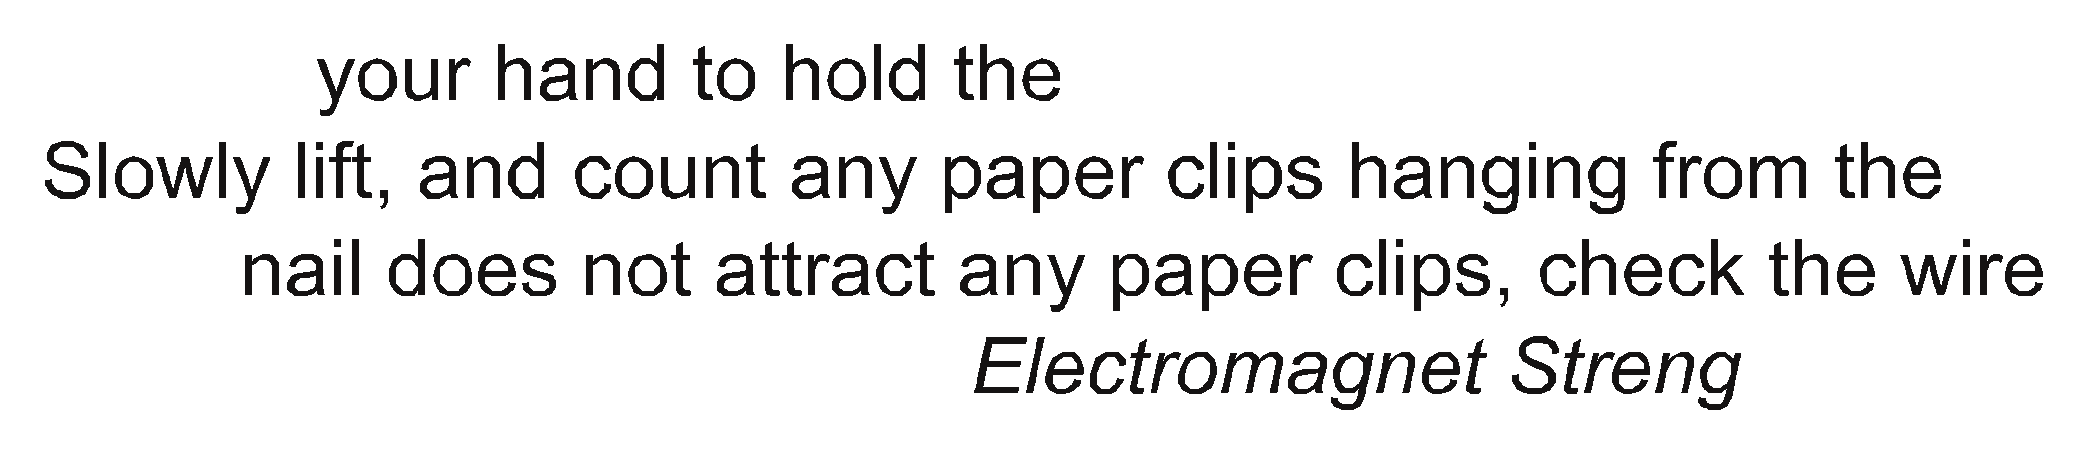 your hand to hold the
Slowly lift, and count any paper clips hanging from the
nail does not attract any paper clips, check the wire
Electromagnet Streng